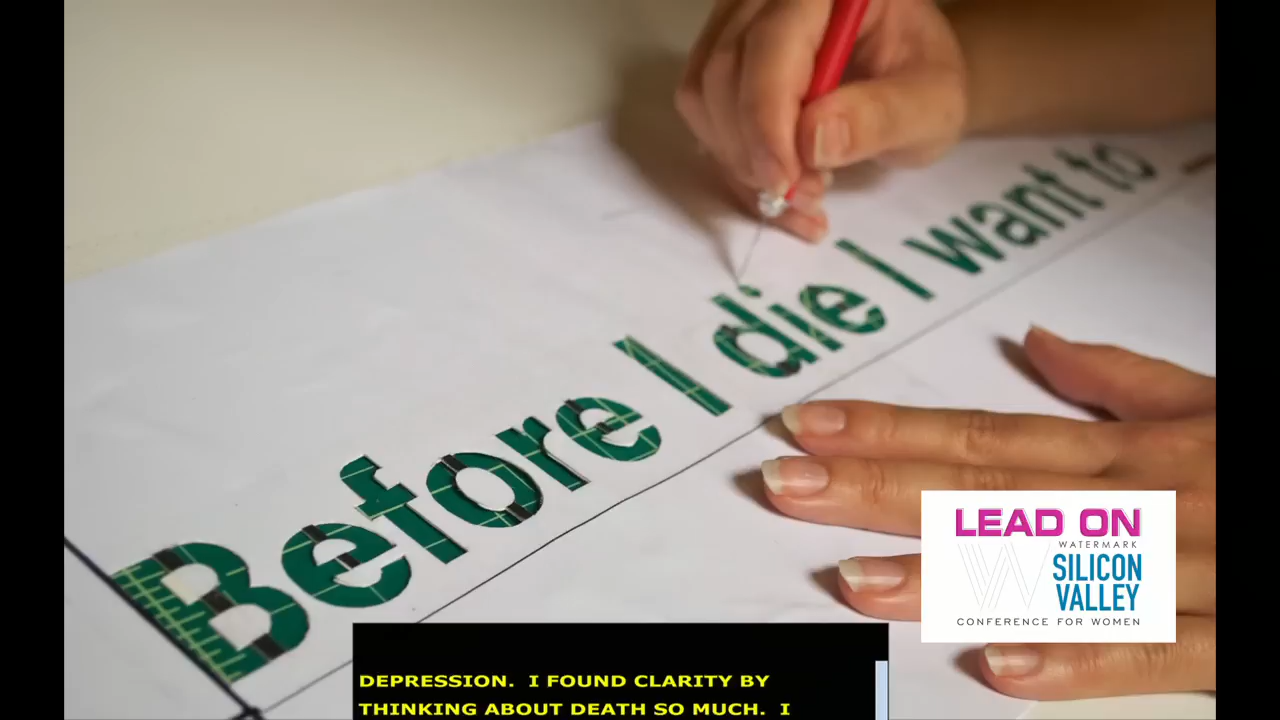 Before I die I want to
LEAD ON
WATERMARK
SILICON
VALLEY
CONFERENCE FOR WOMEN
DEPRESSION.  I FOUND CLARITY BY
THINKING ABOUT DEATH SO MUCH.  I